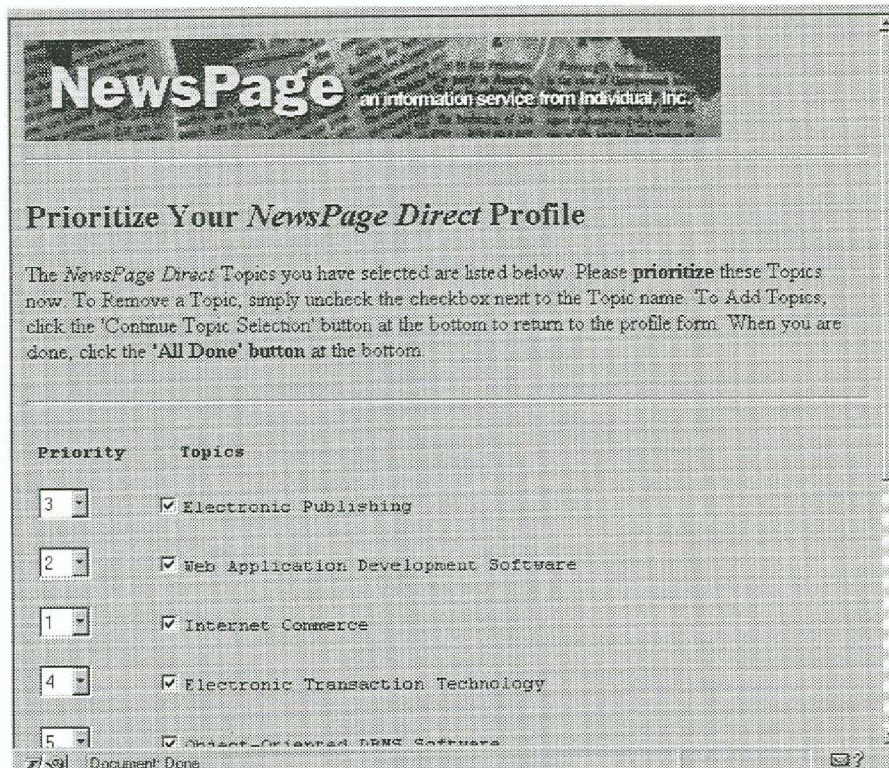 NewsPage an information service from Individual, Inc.
Prioritize Your NewsPage Direct Profile
The NewsPage Direct Topics you have selected are listed below. Please prioritize these Topics
now. To Remove a Topic, simply uncheck the checkbox next to the Topic name. To Add Topics,
click the 'Continue Topic Selection' button at the bottom to return to the profile form. When you are
done, click the 'All Done' button at the bottom.
Priority Topics
3 Electronic Publishing
2 Web Application Development Software
1 Internet Commerce
4 Electronic Transaction Technology
5 Object-Oriented DBMS Software
Document: Done